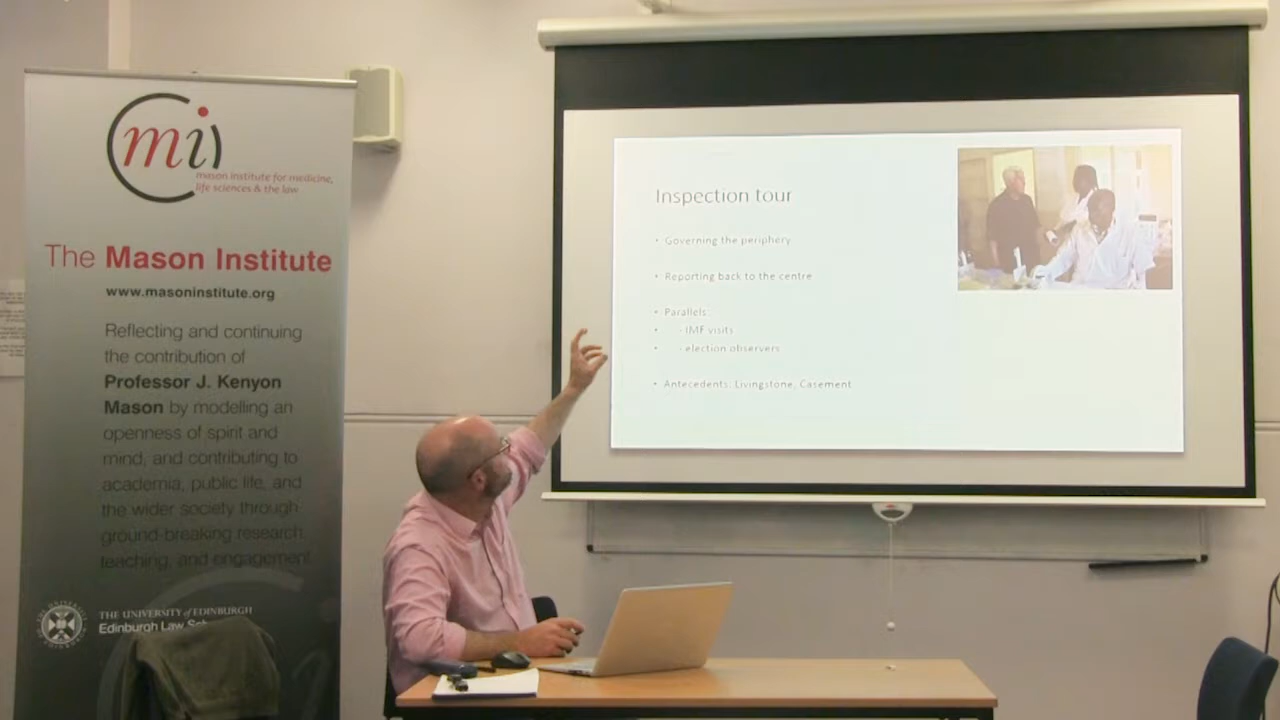 mi
mason institute for medicine,
life sciences & the law
The Mason Institute
www.masoninstitute.org
Reflecting and continuing
the contribution of
Professor J. Kenyon
Mason by modelling an
openness of spirit and
mind, and contributing to
academia, public life, and
the wider society through
ground-breaking research,
teaching, and engagement
THE UNIVERSITY of EDINBURGH
Edinburgh Law
Inspection tour
• Governing the periphery
• Reporting back to the centre
• Parallels:
• - IMF visits
• - election observers
• Antecedents: Livingstone, Casement